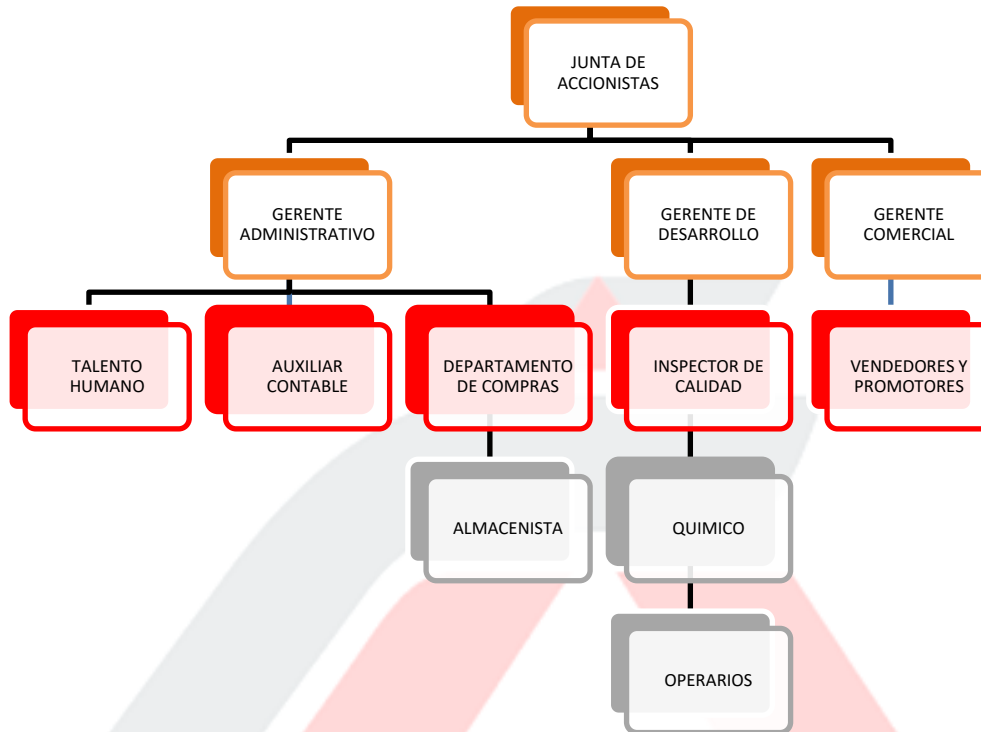 JUNTA DE
ACCIONISTAS
GERENTE
ADMINISTRATIVO
GERENTE DE
DESARROLLO
GERENTE
COMERCIAL
TALENTO
HUMANO
AUXILIAR
CONTABLE
DEPARTAMENTO
DE COMPRAS
INSPECTOR DE
CALIDAD
VENDEDORES Y
PROMOTORES
ALMACENISTA
QUIMICO
OPERARIOS